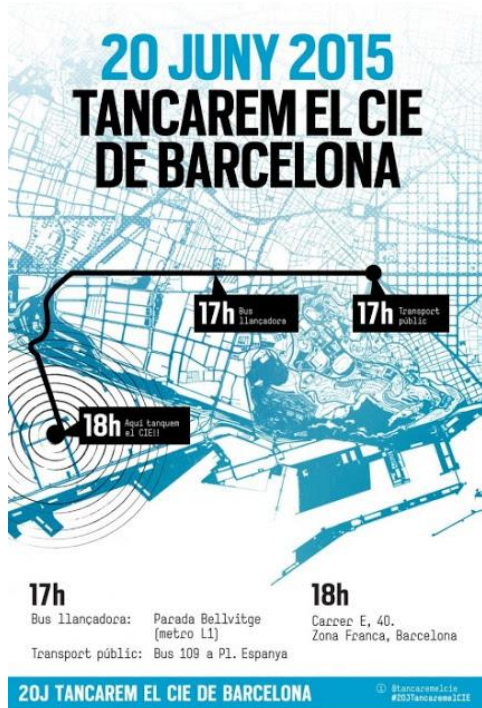 20 JUNY 2015
TANCAREM EL CIE
DE BARCELONA
17h Bus
llançadora
17h Transport
públic
18h Aquí tanquem
el CIE!!
17h
Bus llançadora: Parada Bellvitge
(metro L1)
Transport públic: Bus 109 a Pl. Espanya
18h
Carrer E, 40.
Zona Franca, Barcelona
20J TANCAREM EL CIE DE BARCELONA
@tancaremelcie
#20JTancaremelCIE